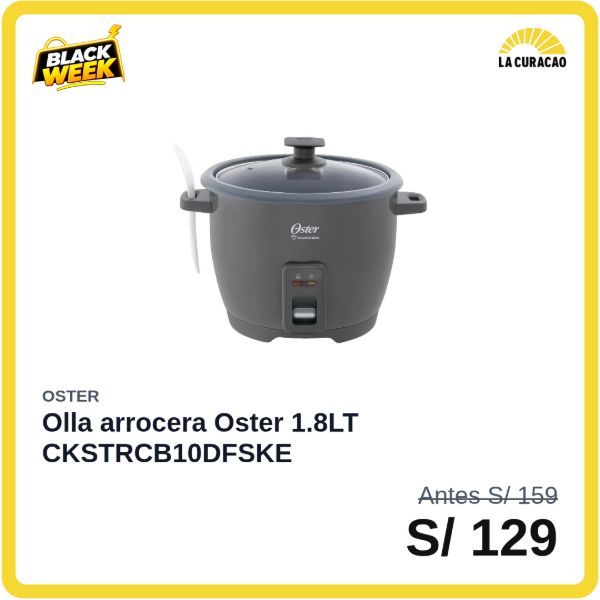 BLACK
WEEK
LA CURACAO
Oster
OSTER
Olla arrocera Oster 1.8LT
CKSTRCB10DFSKE
Antes S/ 159
S/ 129